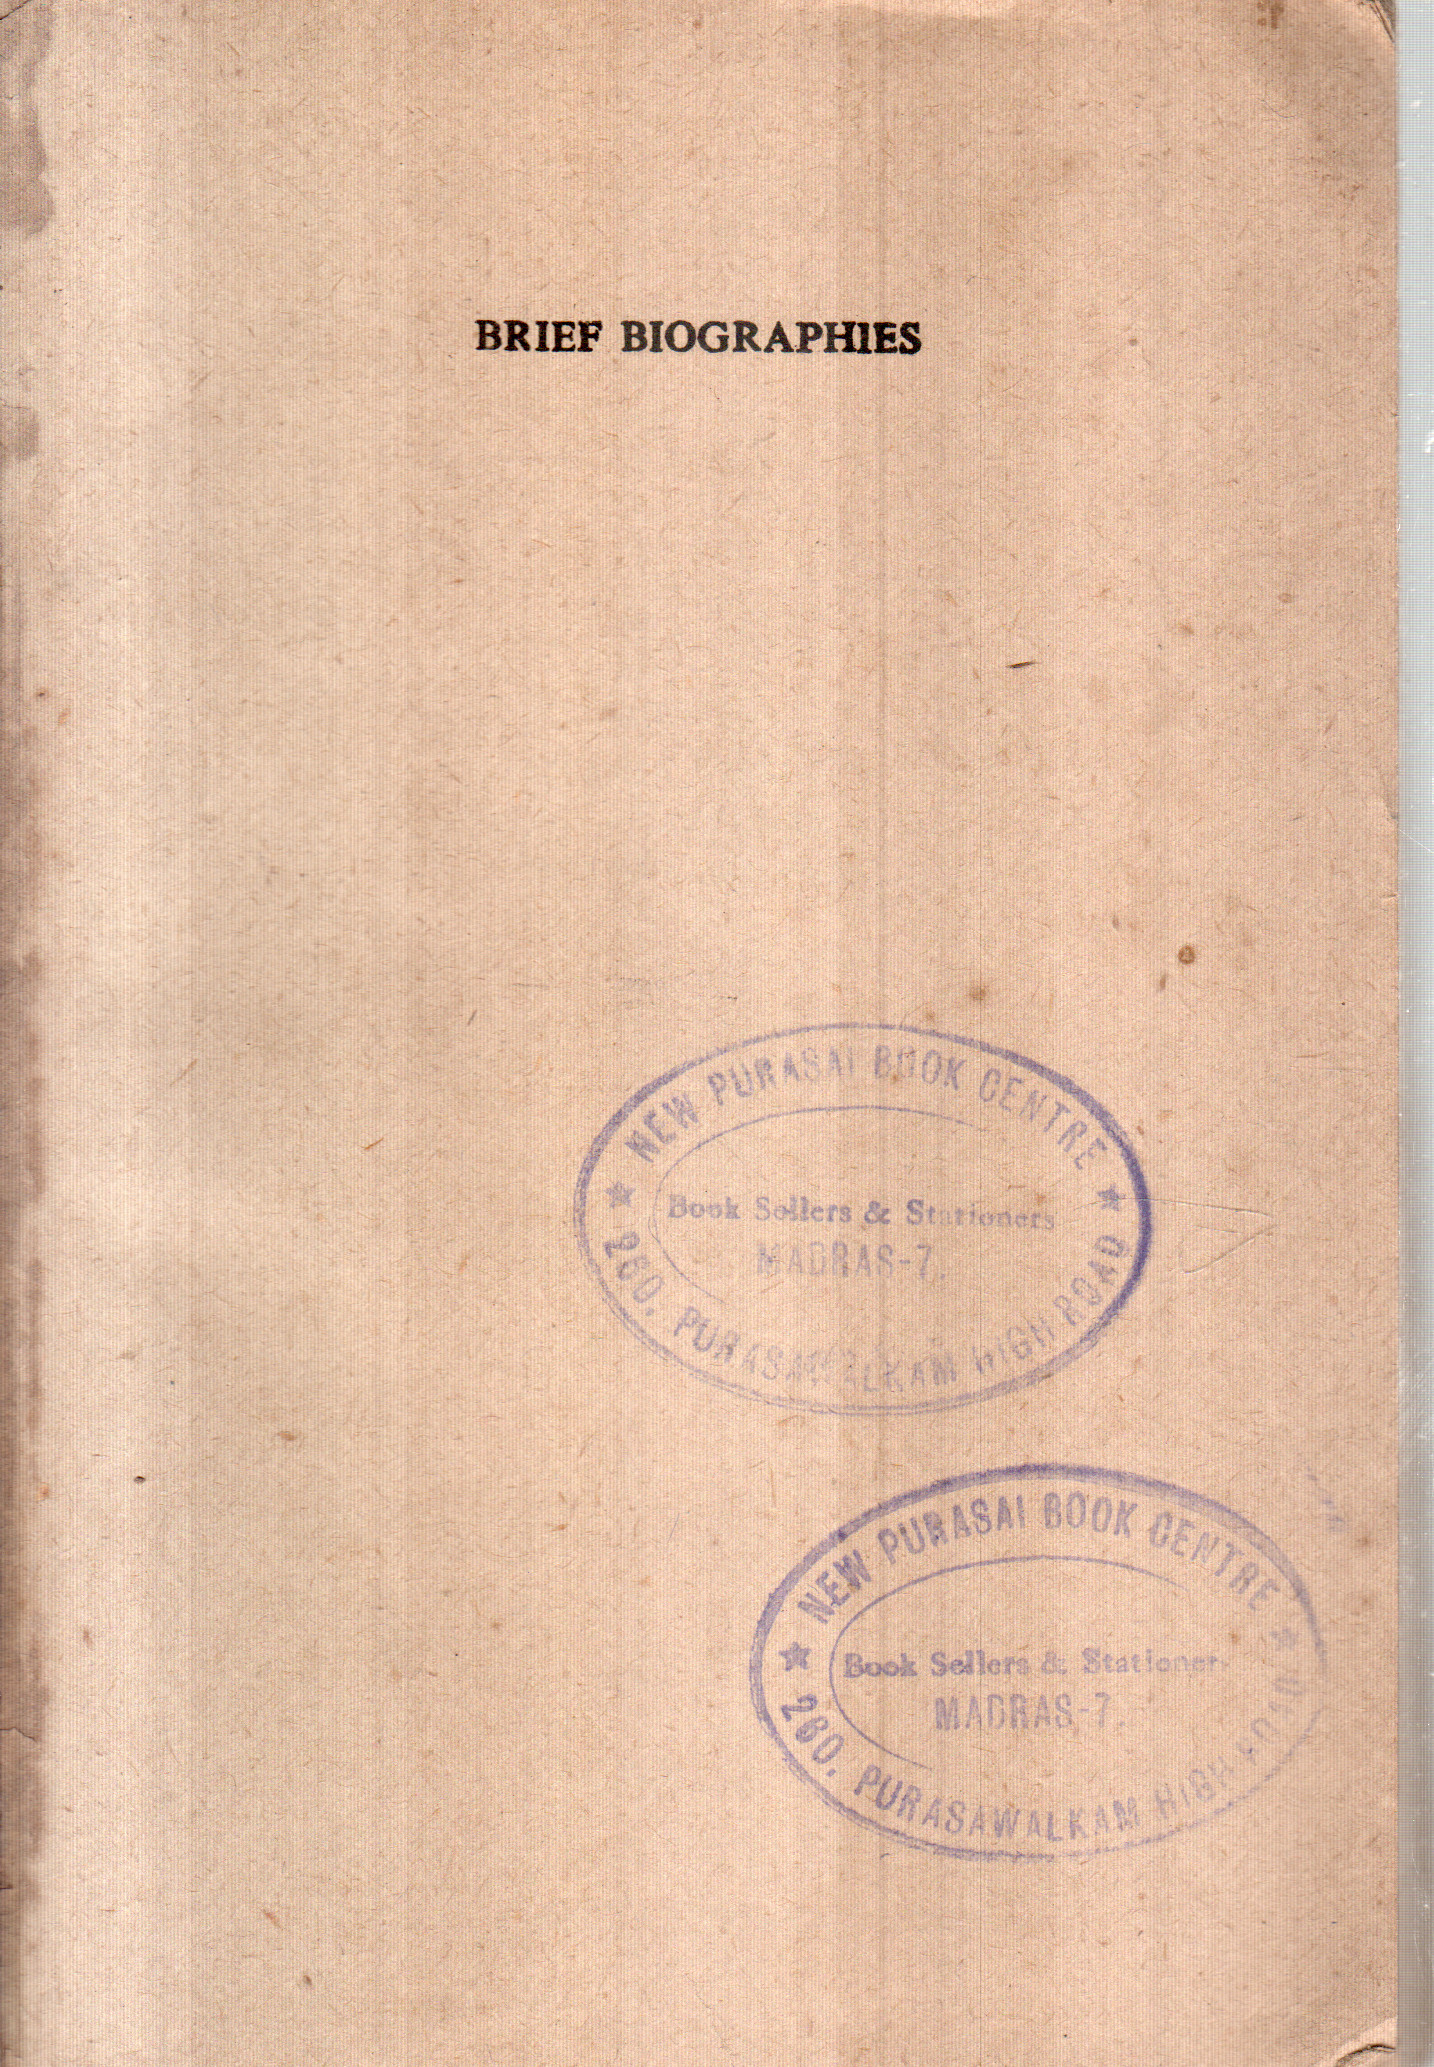 BRIEF BIOGRAPHIES
NEW PURASAI BOOK CENTRE
Book Sellers & Stationers
MADRAS-7.
260, PURASAWALKAM HIGH ROAD
NEW PURASAI BOOK CENTRE
Book Sellers & Stationers
MADRAS-7.
260, PURASAWALKAM HIGH ROAD